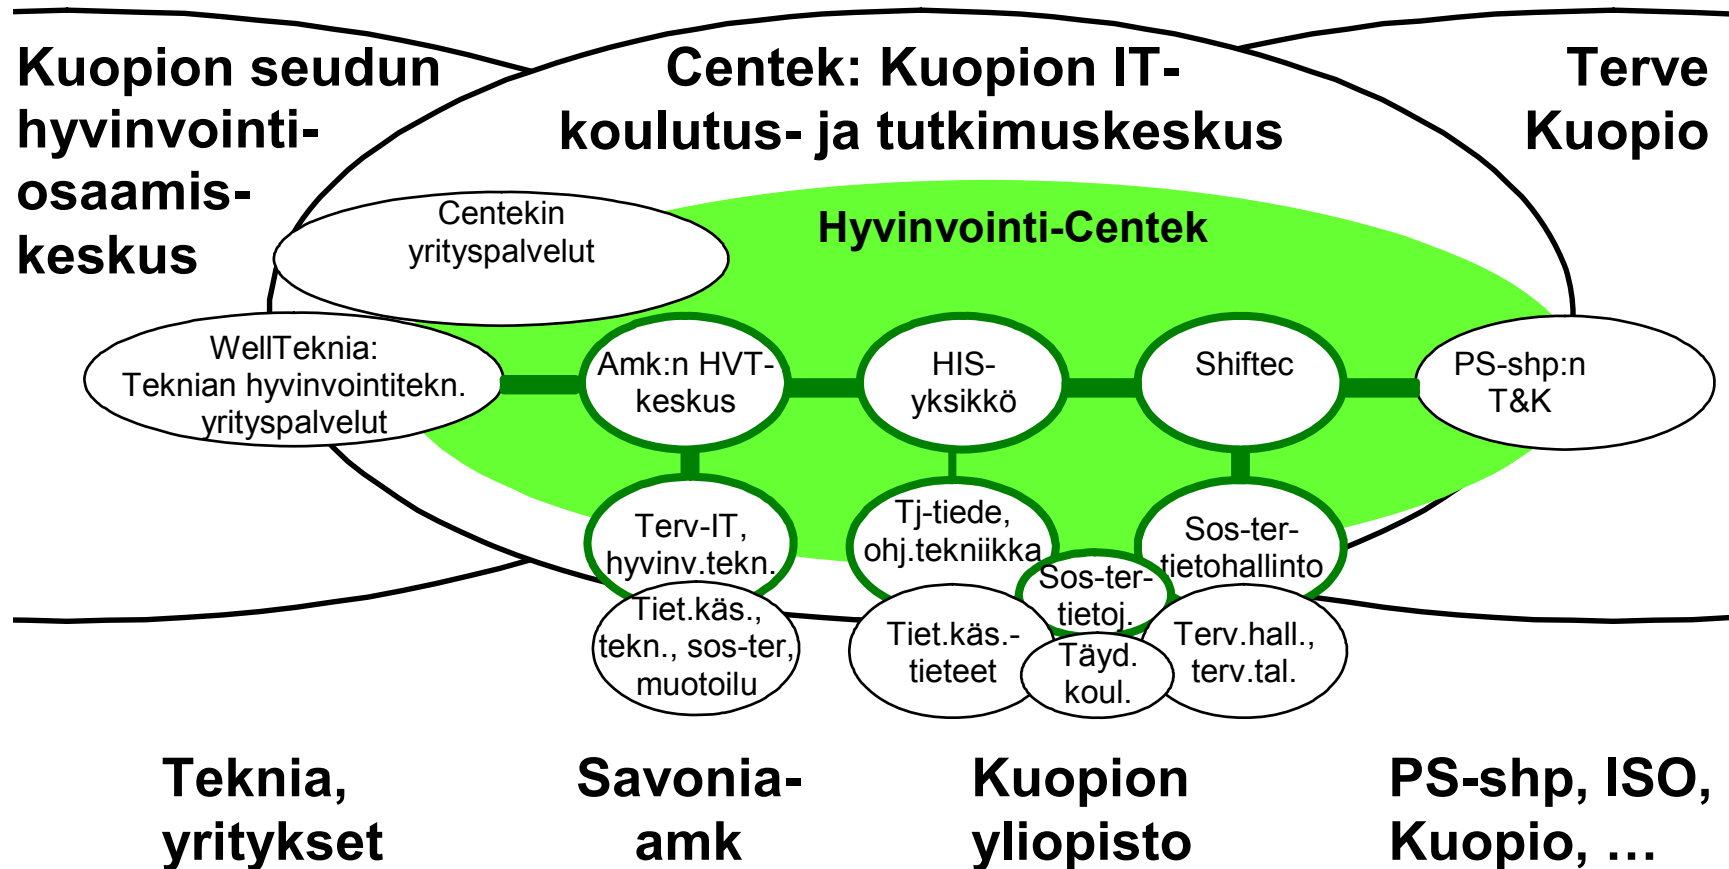 Kuopion seudun
hyvinvointi-
osaamis-
keskus
Centek: Kuopion IT-
koulutus- ja tutkimuskeskus
Terve
Kuopio
Hyvinvointi-Centek
Centekin
yrityspalvelut
WellTeknia:
Teknian hyvinvointitekn.
yrityspalvelut
Amk:n HVT-
keskus
HIS-
yksikkö
Shiftec
PS-shp:n
T&K
Terv-IT,
hyvinv.tekn.
Tj-tiede,
ohj.tekniikka
Sos-ter-
tietoj.
Sos-ter-
tietohallinto
Tiet.käs.,
tekn., sos-ter,
muotoilu
Tiet.käs.-
tieteet
Täyd.
koul.
Terv.hall.,
terv.tal.
Teknia,
yritykset
Savonia-
amk
Kuopion
yliopisto
PS-shp, ISO,
Kuopio, …